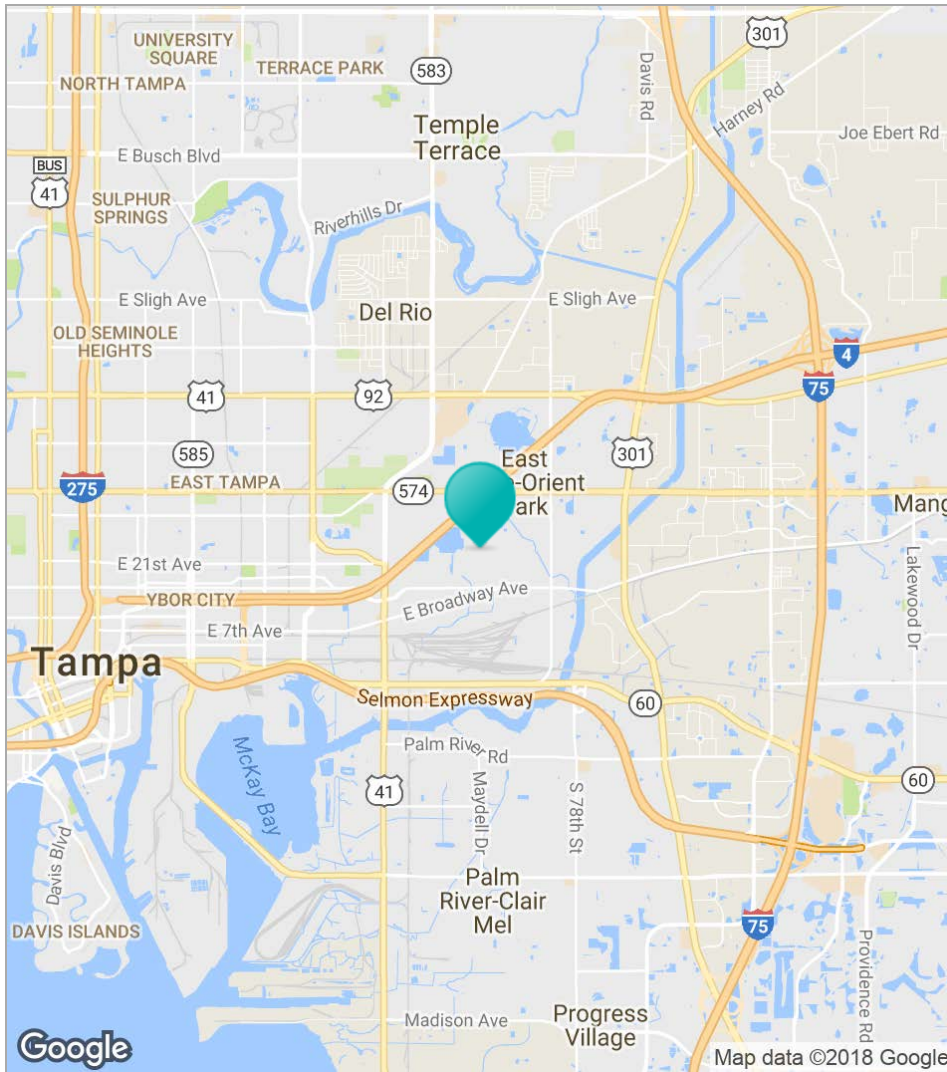 UNIVERSITY
SQUARE
301
NORTH TAMPA
TERRACE PARK
583
Davis Rd
Harney Rd
Temple
Terrace
Joe Ebert Rd
BUS
41
E Busch Blvd
SULPHUR
SPRINGS
Riverhills Dr
E Sligh Ave
E Sligh Ave
Del Rio
OLD SEMINOLE
HEIGHTS
4
75
41
92
585
301
East
-Orient
ark
275
EAST TAMPA
574
Mang
E 21st Ave
Lakewood Dr
YBOR CITY
E Broadway Ave
E 7th Ave
Tampa
Selmon Expressway
60
McKay Bay
Palm River Rd
41
Maydell Dr
S 78th St
60
Davis Blvd
Palm
River-Clair
Mel
DAVIS ISLANDS
75
Providence Rd
Madison Ave
Progress
Village
Google
Map data ©2018 Google